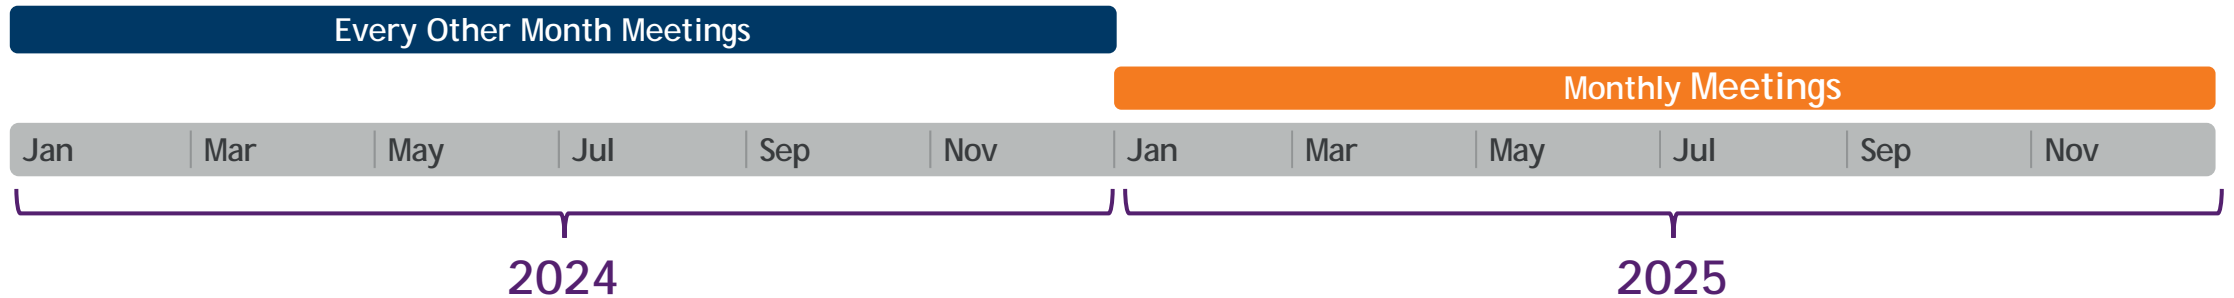 Every Other Month Meetings
Monthly Meetings
Jan Mar May Jul Sep Nov Jan Mar May Jul Sep Nov
2024 2025